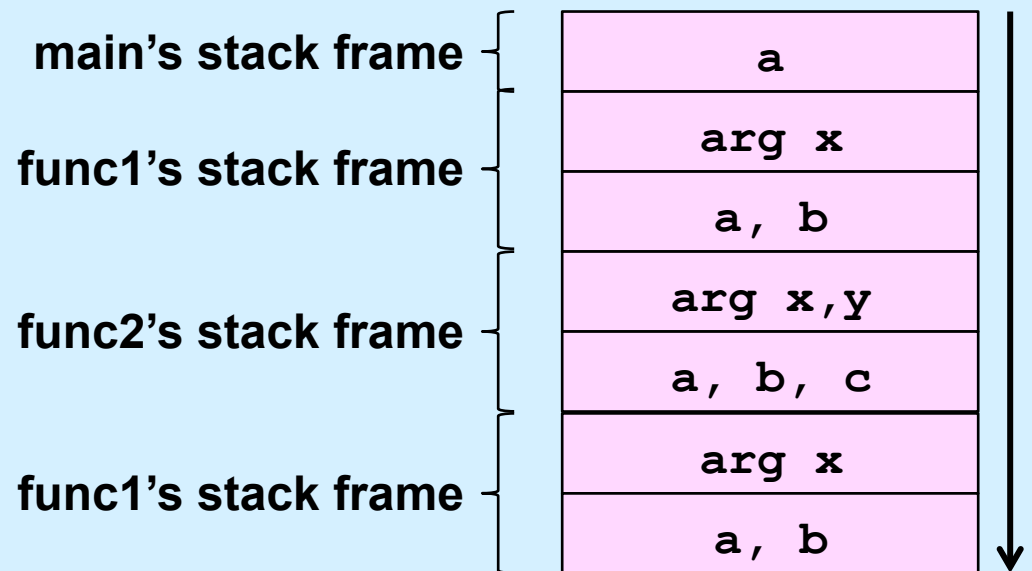 main’s stack frame
a
func1’s stack frame
arg x
a, b
func2’s stack frame
arg x,y
a, b, c
func1’s stack frame
arg x
a, b